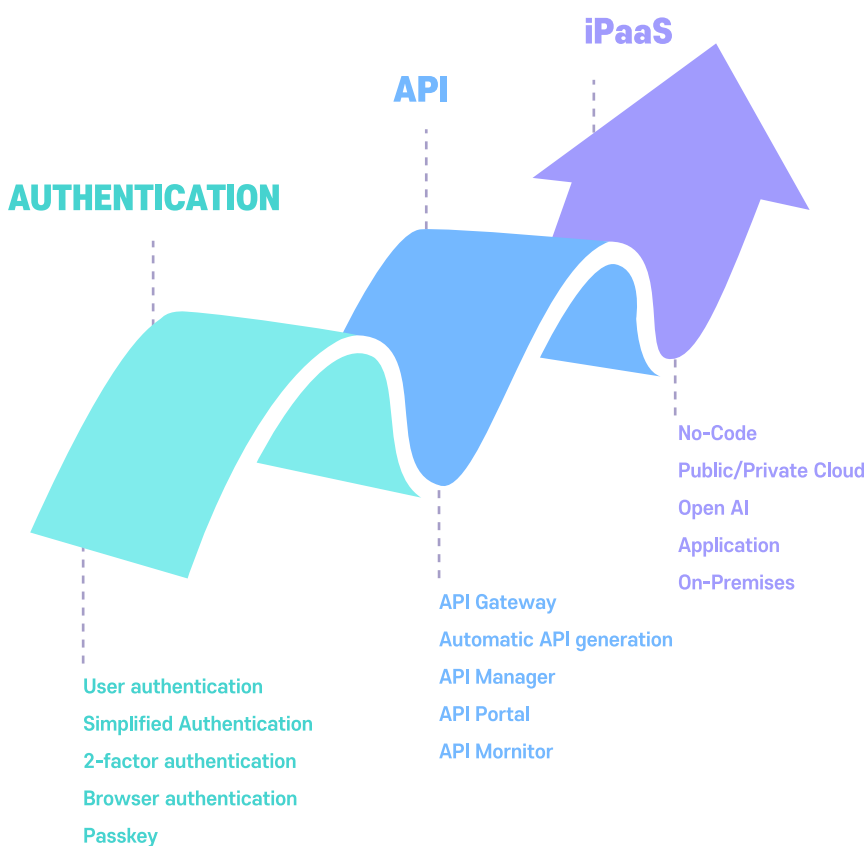 iPaaS
API
AUTHENTICATION
No-Code
Public/Private Cloud
Open AI
Application
On-Premises
API Gateway
Automatic API generation
API Manager
API Portal
API Mornitor
User authentication
Simplified Authentication
2-factor authentication
Browser authentication
Passkey